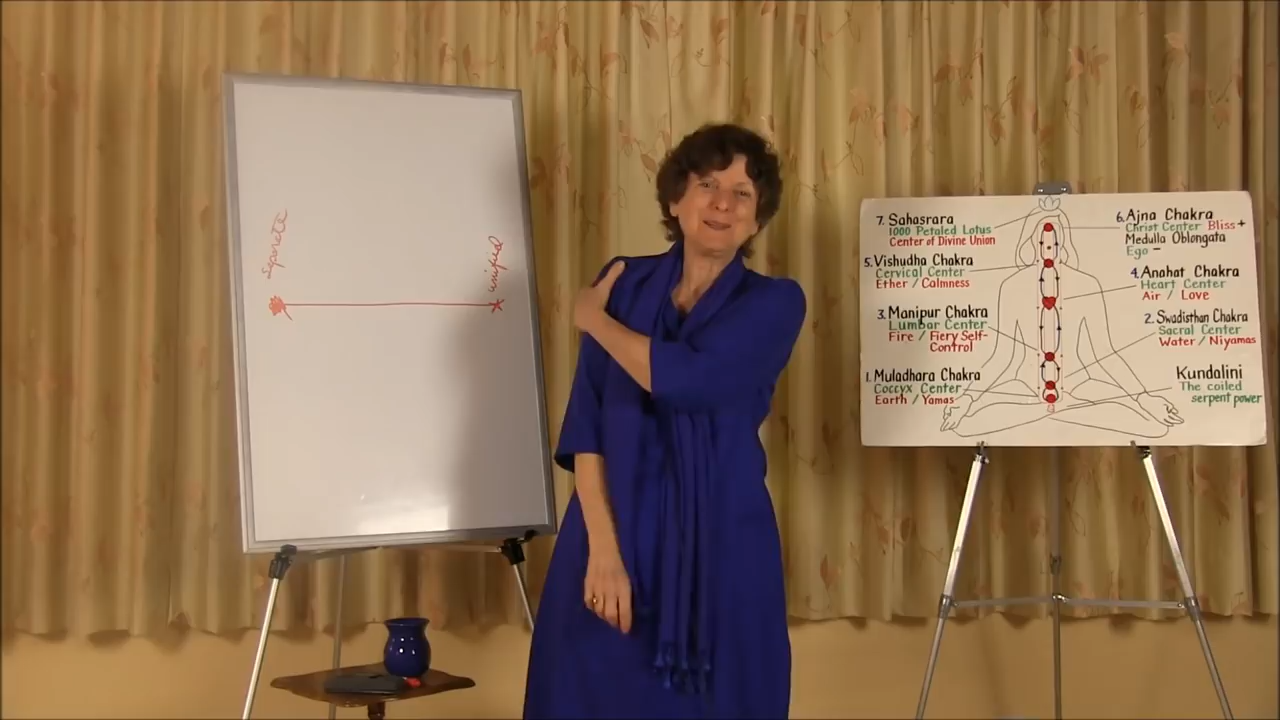 separate
unified
7. Sahasrara
1000 Petaled Lotus
Center of Divine Union
6. Ajna Chakra
Christ Center Bliss +
Medulla Oblongata
Ego -
5. Vishudha Chakra
Cervical Center
Ether / Calmness
4. Anahat Chakra
Heart Center
Air / Love
3. Manipur Chakra
Lumbar Center
Fire / Fiery Self-
Control
2. Swadisthan Chakra
Sacral Center
Water / Niyamas
1. Muladhara Chakra
Coccyx Center
Earth / Yamas
Kundalini
The coiled
serpent power